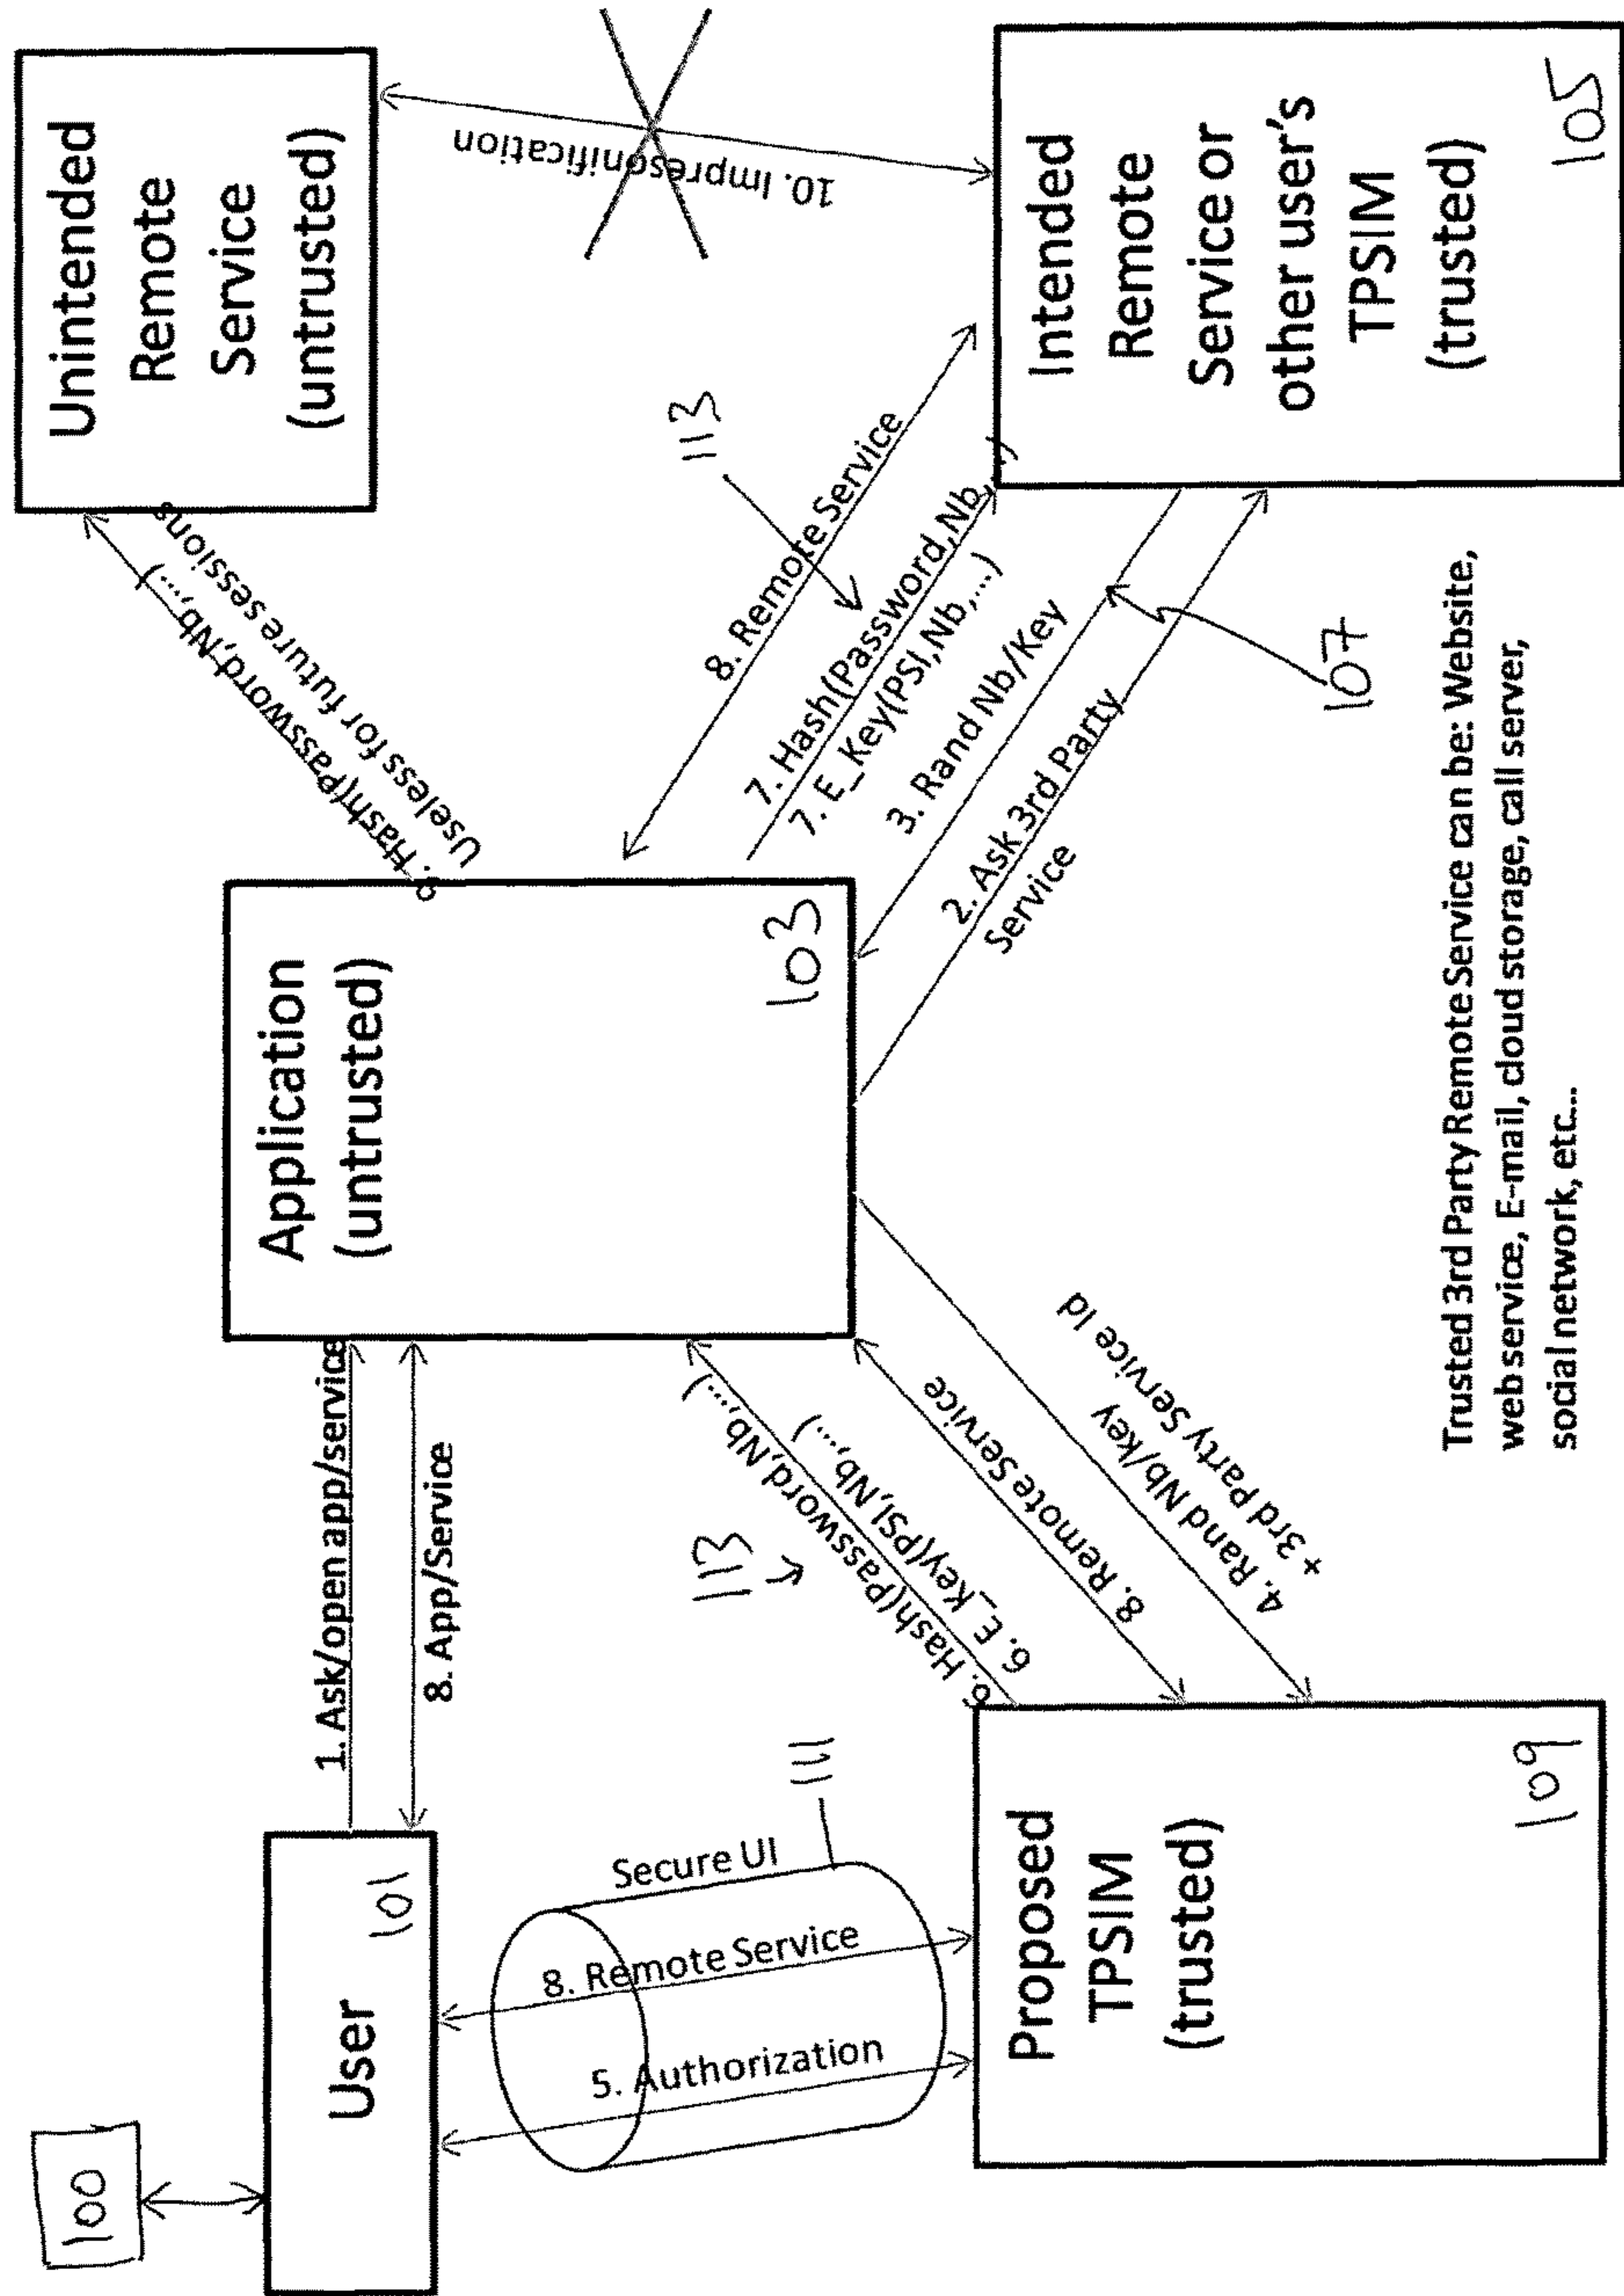 100
User
101
1. Ask/open app/service
8. App/Service
Application
(untrusted)
103
9. Hash(Password,Nb,...)
Useless for future sessions
Unintended
Remote
Service
(untrusted)
10. Impresonification
Secure UI
111
8. Remote Service
5. Authorization
Proposed
TPSIM
(trusted)
109
113
6. Hash(Password,Nb,...)
6. E_Key(PSI,Nb,...)
8. Remote Service
4. Rand Nb/key
+ 3rd Party Service Id
113
8. Remote Service
7. Hash(Password,Nb,...)
7. E_Key(PSI,Nb,...)
3. Rand Nb/Key
2. Ask 3rd Party
Service
107
Intended
Remote
Service or
other user's
TPSIM
(trusted)
105
Trusted 3rd Party Remote Service can be: Website,
web service, E-mail, cloud storage, call server,
social network, etc...